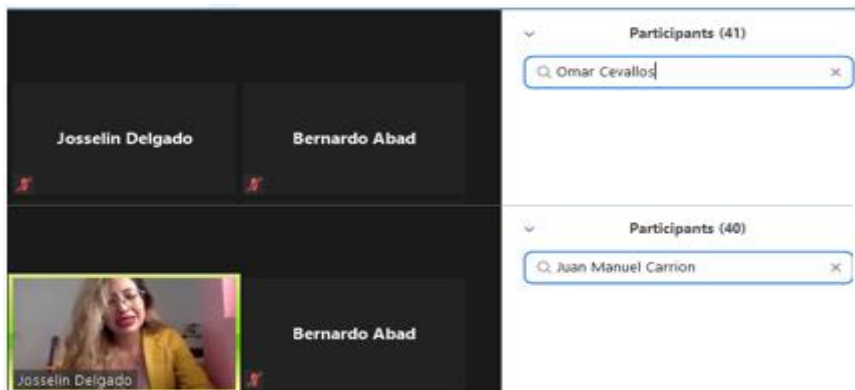 Participants (41)
Omar Cevallos
Josselin Delgado
Bernardo Abad
Participants (40)
Juan Manuel Carrion
Bernardo Abad
Josselin Delgado